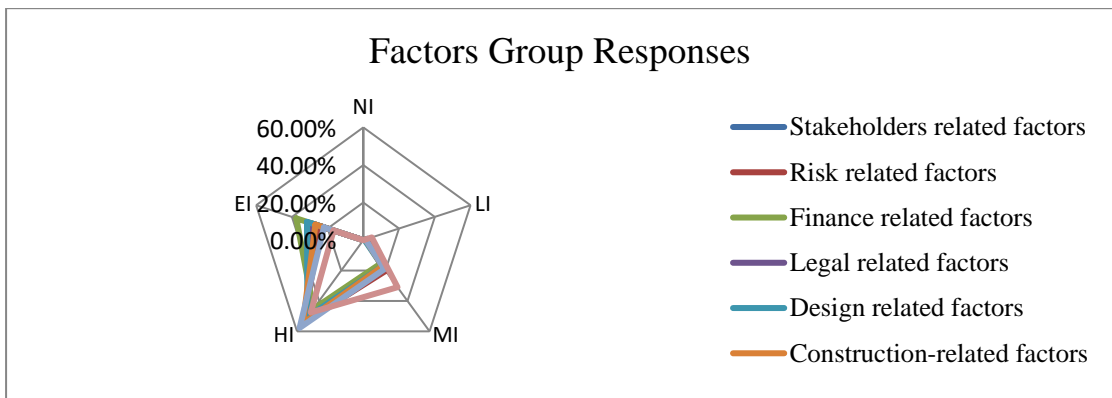 Factors Group Responses
NI
60.00%
40.00%
20.00%
0.00%
EI
LI
HI
MI
Stakeholders related factors
Risk related factors
Finance related factors
Legal related factors
Design related factors
Construction-related factors